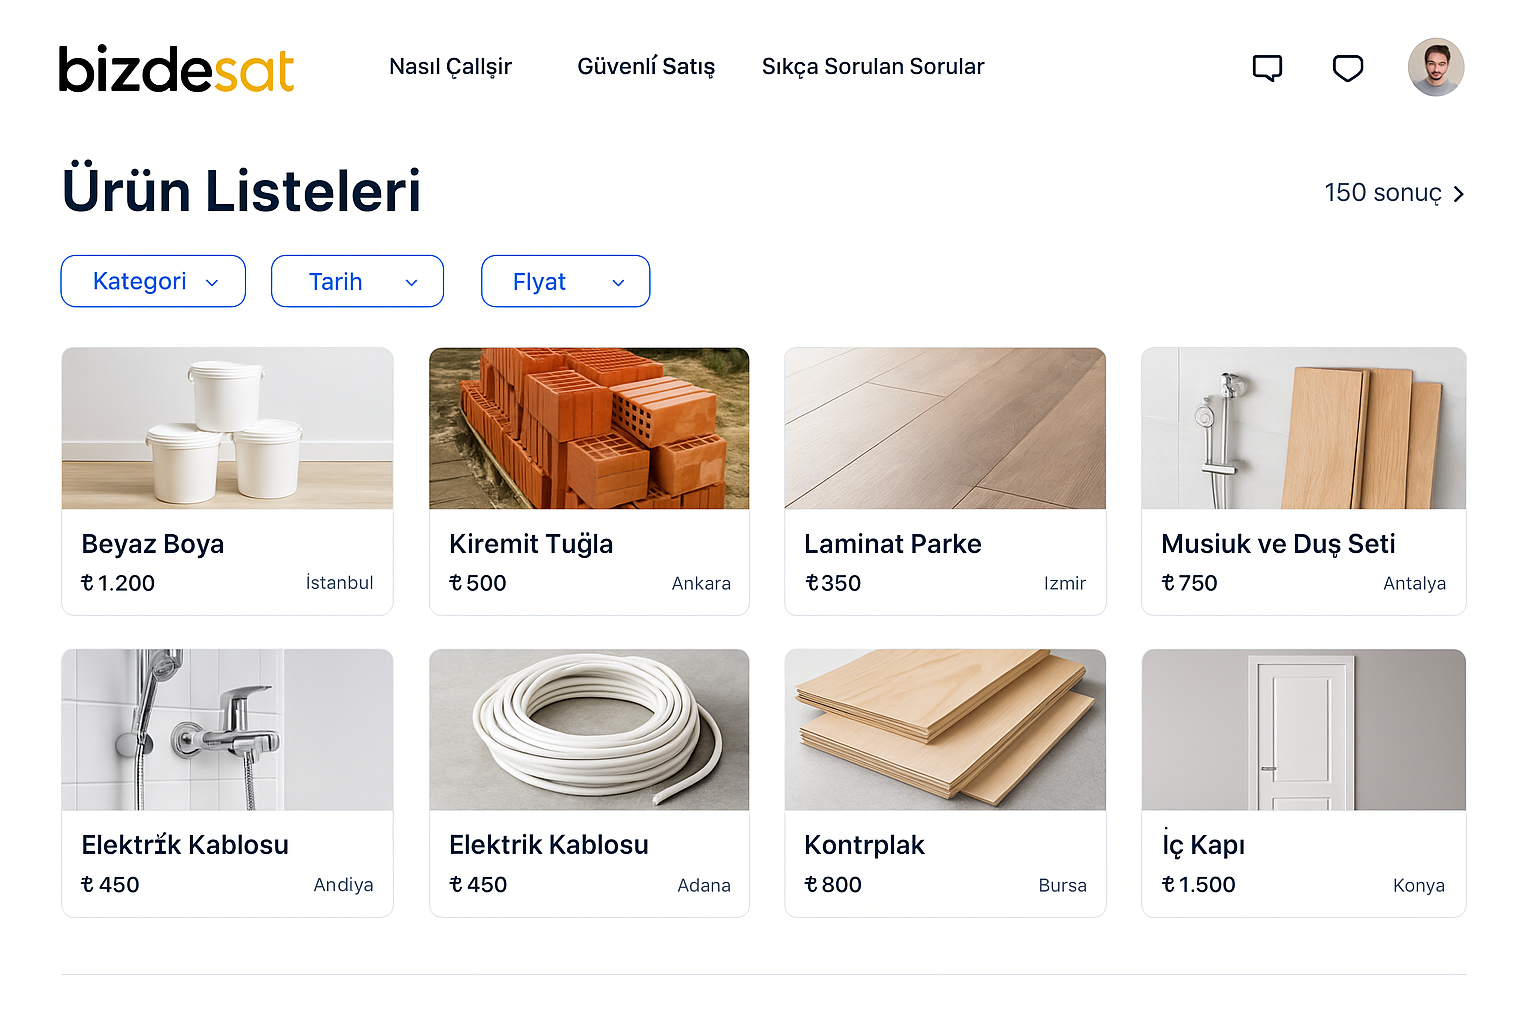 bizdesat
Nasıl Çallşir
Güvenlí Satış
Sıkça Sorulan Sorular
Ürün Listeleri
150 sonuç
Kategori
Tarih
Flyat
Beyaz Boya
₺ 1.200
İstanbul
Kiremit Tuğla
₺ 500
Ankara
Laminat Parke
₺350
Izmir
Musiuk ve Duş Seti
₺ 750
Antalya
Elektrík Kablosu
₺ 450
Andiya
Elektrik Kablosu
₺ 450
Adana
Kontrplak
₺ 800
Bursa
İç Kapı
₺ 1.500
Konya